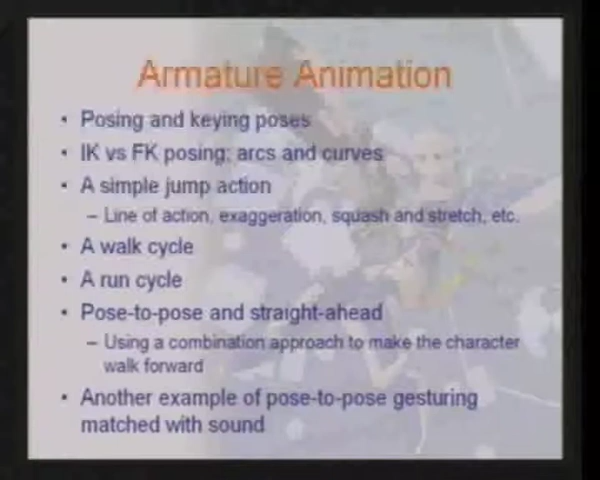 Armature Animation
• Posing and keying poses
• IK vs FK posing: arcs and curves
• A simple jump action
– Line of action, exaggeration, squash and stretch, etc.
• A walk cycle
• A run cycle
• Pose-to-pose and straight-ahead
– Using a combination approach to make the character
walk forward
• Another example of pose-to-pose gesturing
matched with sound